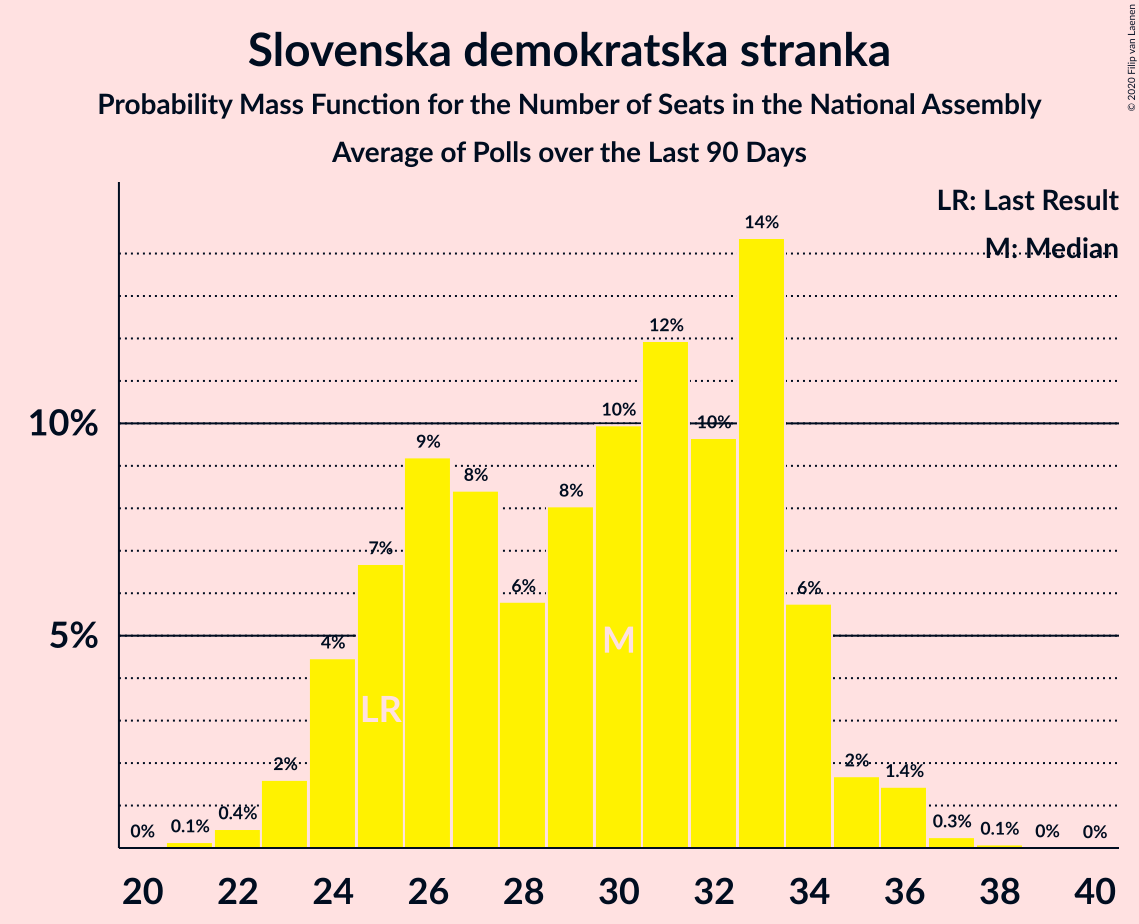 Slovenska demokratska stranka
Probability Mass Function for the Number of Seats in the National Assembly
Average of Polls over the Last 90 Days
© 2020 Filip van Laenen
LR: Last Result
M: Median
10%
5%
0%
0.1%
0.4%
2%
4%
7%
9%
8%
6%
8%
10%
12%
10%
14%
6%
2%
1.4%
0.3%
0.1%
0%
0%
LR
M
20 22 24 26 28 30 32 34 36 38 40